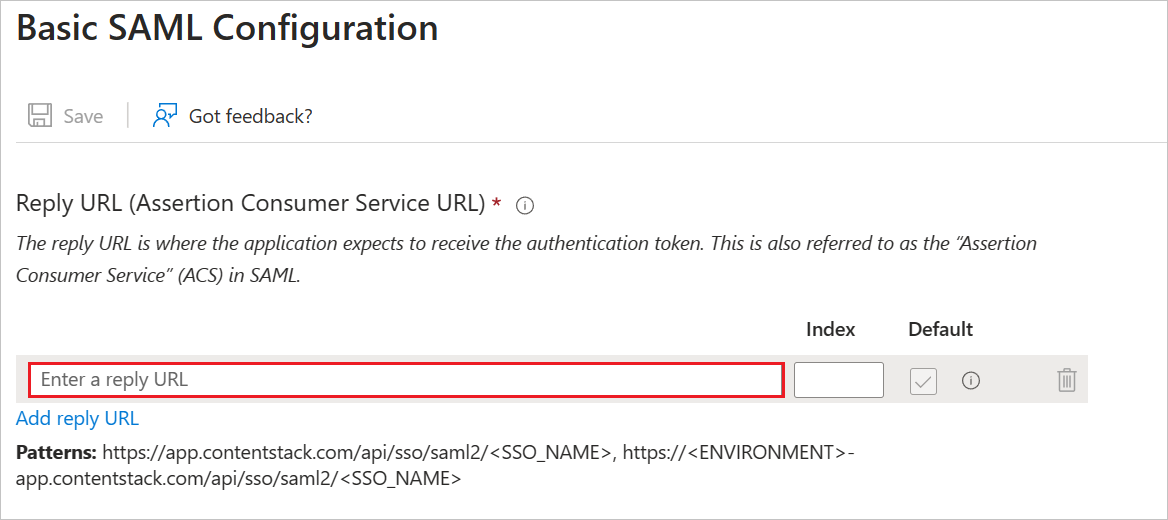 Basic SAML Configuration
Save
Got feedback?
Reply URL (Assertion Consumer Service URL) *
The reply URL is where the application expects to receive the authentication token. This is also referred to as the “Assertion
Consumer Service” (ACS) in SAML.
Index Default
Enter a reply URL
Add reply URL
Patterns: https://app.contentstack.com/api/sso/saml2/<SSO_NAME>, https://<ENVIRONMENT>-
app.contentstack.com/api/sso/saml2/<SSO_NAME>